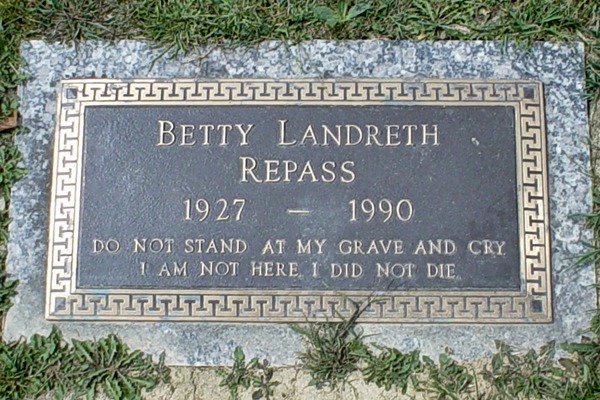 BETTY LANDRETH
REPASS
1927 — 1990
DO NOT STAND AT MY GRAVE AND CRY,
I AM NOT HERE. I DID NOT DIE.